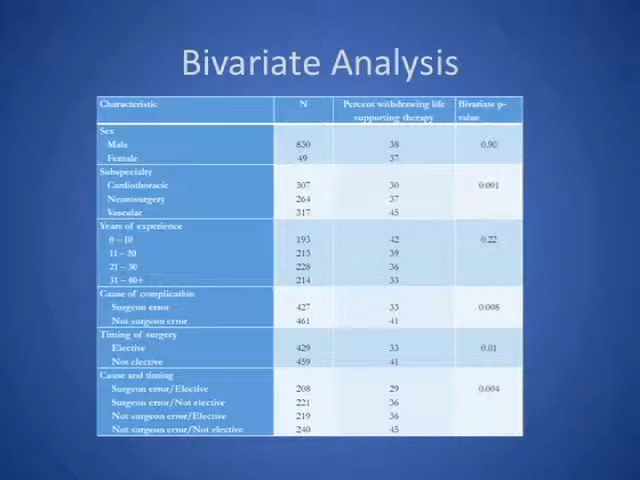 Bivariate Analysis
Characteristic N Percent withdrawing life supporting therapy Bivariate p-value
Sex
Male 830 38 0.90
Female 49 37
Subspecialty
Cardiothoracic 307 30 0.001
Neurosurgery 264 37
Vascular 317 45
Years of experience
0 – 10 193 42 0.22
11 – 20 213 39
21 – 30 228 36
31 – 40+ 214 33
Cause of complication
Surgeon error 427 33 0.008
Not surgeon error 461 41
Timing of surgery
Elective 429 33 0.01
Not elective 459 41
Cause and timing
Surgeon error/Elective 208 29 0.004
Surgeon error/Not elective 221 36
Not surgeon error/Elective 219 36
Not surgeon error/Not elective 240 45